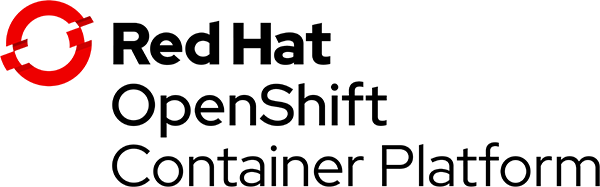 Red Hat
OpenShift
Container Platform